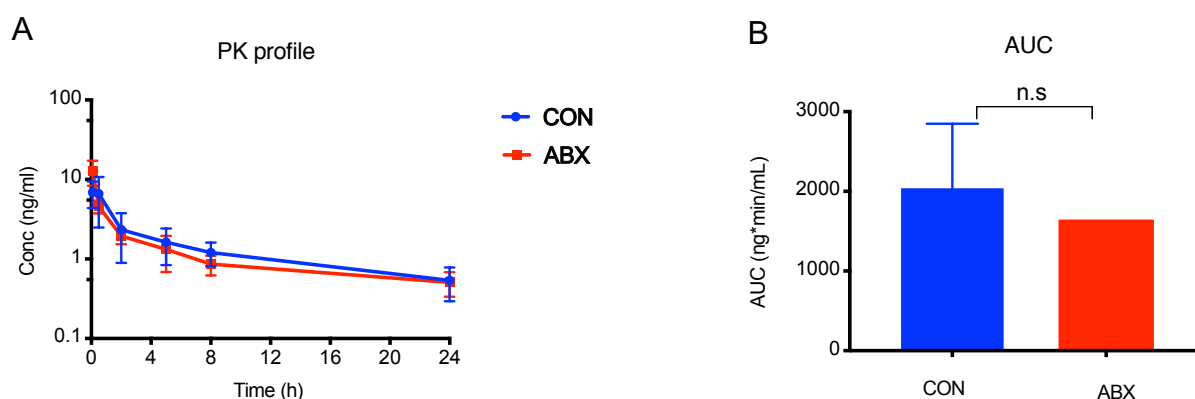 A
PK profile
Conc (ng/ml)
100
10
1
0.1
0 4 8 12 16 20 24
Time (h)
CON
ABX
B
AUC
n.s
AUC (ng*min/mL)
3000
2000
1000
0
CON ABX